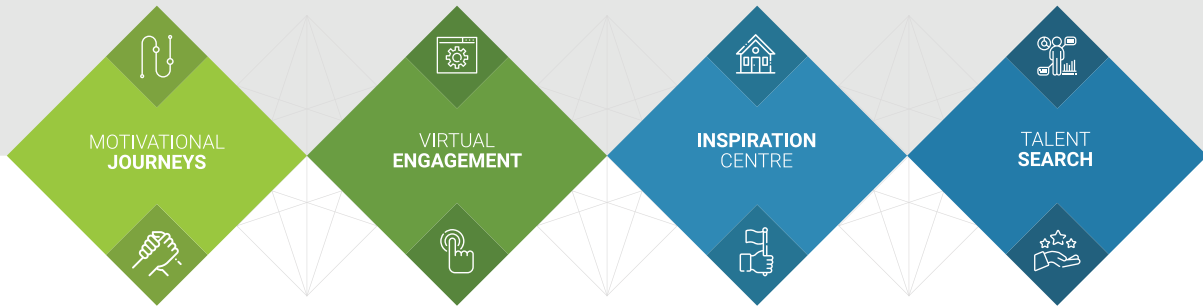 MOTIVATIONAL
JOURNEYS
VIRTUAL
ENGAGEMENT
INSPIRATION
CENTRE
TALENT
SEARCH